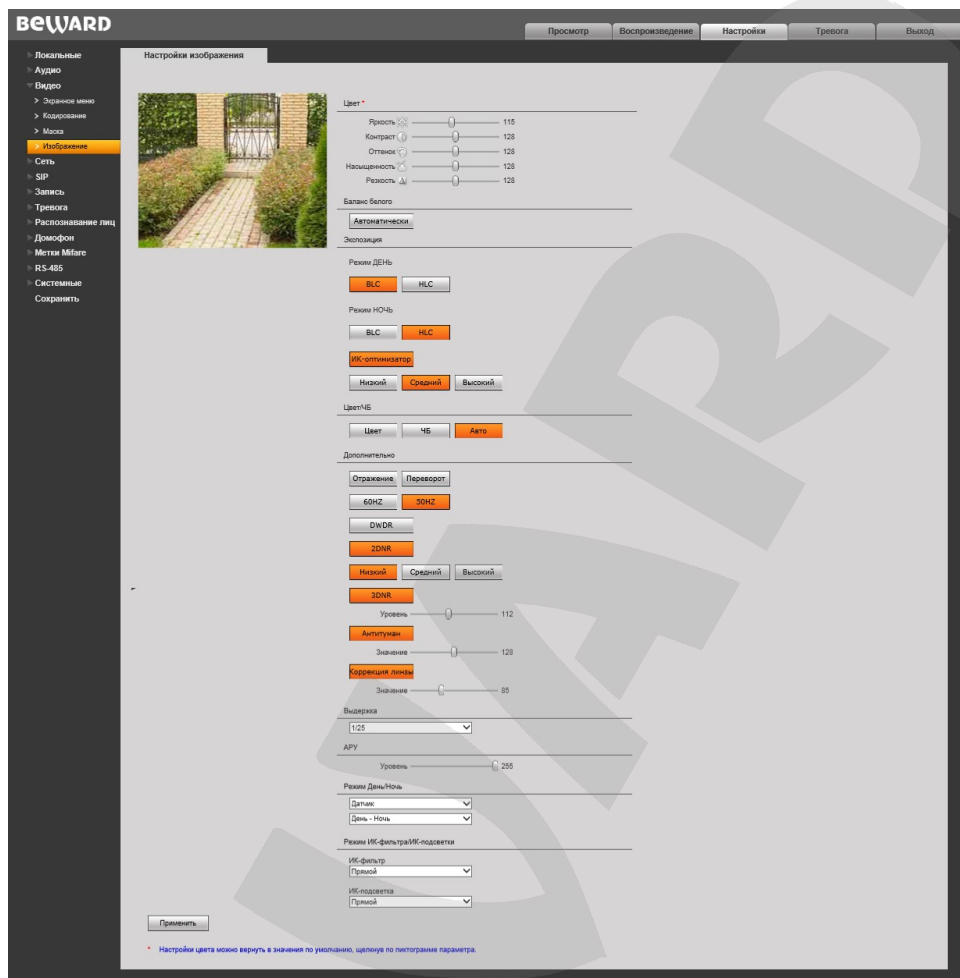 BEWARD
Просмотр Воспроизведение Настройки Тревога Выход
Локальные
Аудио
Видео
Экранное меню
Кодирование
Маска
Изображение
Сеть
SIP
Запись
Тревога
Распознавание лиц
Домофон
Метки Mifare
RS-485
Системные
Сохранить
Настройки изображения
Цвет *
Яркость 115
Контраст 128
Оттенок 128
Насыщенность 128
Резкость 128
Баланс белого
Автоматически
Экспозиция
Режим ДЕНЬ
BLC HLC
Режим НОЧЬ
BLC HLC
ИК-оптимизатор
Низкий Средний Высокий
Цвет/ЧБ
Цвет ЧБ Авто
Дополнительно
Отражение Переворот
60HZ 50HZ
DWDR
2DNR
Низкий Средний Высокий
3DNR
Уровень 112
Антитуман
Значение 128
Коррекция линзы
Значение 85
Выдержка
1/25
АРУ
Уровень 255
Режим День/Ночь
Датчик
День - Ночь
Режим ИК-фильтра/ИК-подсветки
ИК-фильтр
Прямой
ИК-подсветка
Прямой
Применить
* Настройки цвета можно вернуть в значения по умолчанию, щелкнув по пиктограмме параметра.